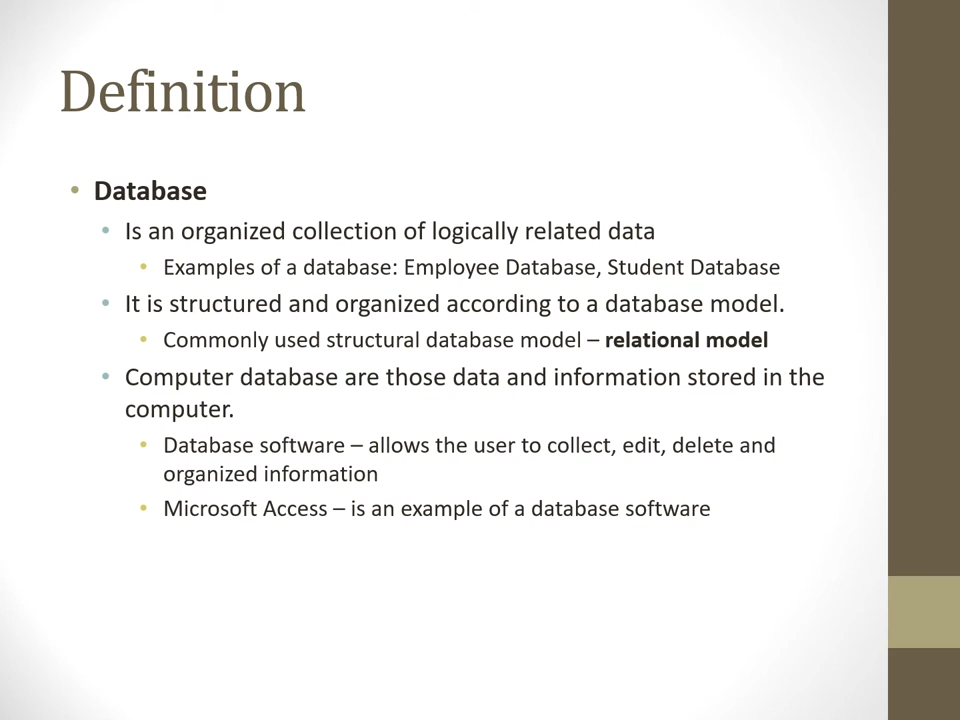 Definition
• Database
• Is an organized collection of logically related data
• Examples of a database: Employee Database, Student Database
• It is structured and organized according to a database model.
• Commonly used structural database model – relational model
• Computer database are those data and information stored in the
computer.
• Database software – allows the user to collect, edit, delete and
organized information
• Microsoft Access – is an example of a database software